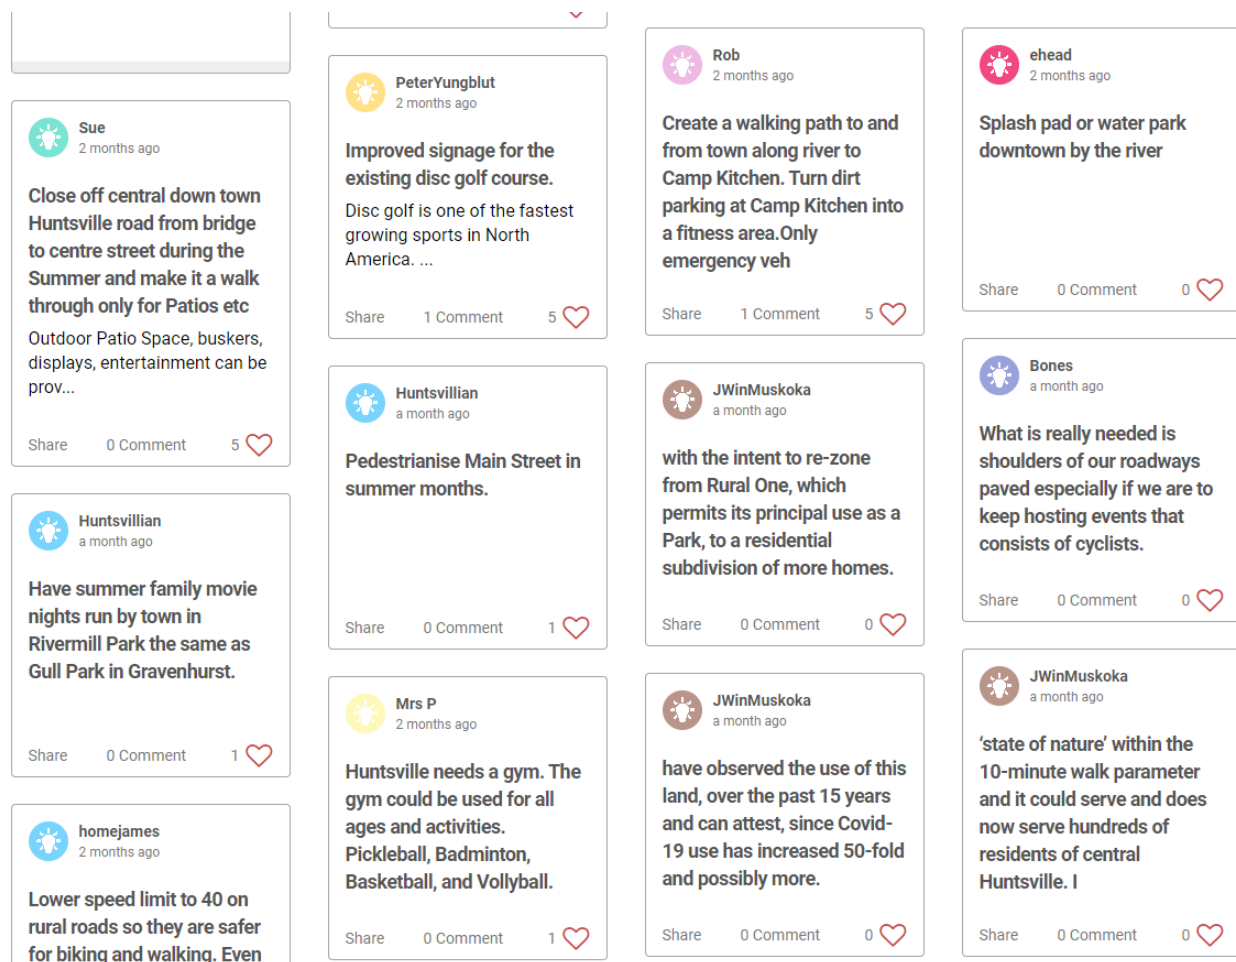 Sue
2 months ago
Close off central down town
Huntsville road from bridge
to centre street during the
Summer and make it a walk
through only for Patios etc
Outdoor Patio Space, buskers,
displays, entertainment can be
prov...
Share 0 Comment 5
Huntsvillian
a month ago
Have summer family movie
nights run by town in
Rivermill Park the same as
Gull Park in Gravenhurst.
Share 0 Comment 1
homejames
2 months ago
Lower speed limit to 40 on
rural roads so they are safer
for biking and walking. Even
PeterYungblut
2 months ago
Improved signage for the
existing disc golf course.
Disc golf is one of the fastest
growing sports in North
America. ...
Share 1 Comment 5
Huntsvillian
a month ago
Pedestrianise Main Street in
summer months.
Share 0 Comment 1
Mrs P
2 months ago
Huntsville needs a gym. The
gym could be used for all
ages and activities.
Pickleball, Badminton,
Basketball, and Vollyball.
Share 0 Comment 1
Rob
2 months ago
Create a walking path to and
from town along river to
Camp Kitchen. Turn dirt
parking at Camp Kitchen into
a fitness area.Only
emergency veh
Share 1 Comment 5
JWinMuskoka
a month ago
with the intent to re-zone
from Rural One, which
permits its principal use as a
Park, to a residential
subdivision of more homes.
Share 0 Comment 0
JWinMuskoka
a month ago
have observed the use of this
land, over the past 15 years
and can attest, since Covid-
19 use has increased 50-fold
and possibly more.
Share 0 Comment 0
ehead
2 months ago
Splash pad or water park
downtown by the river
Share 0 Comment 0
Bones
a month ago
What is really needed is
shoulders of our roadways
paved especially if we are to
keep hosting events that
consists of cyclists.
Share 0 Comment 0
JWinMuskoka
a month ago
‘state of nature’ within the
10-minute walk parameter
and it could serve and does
now serve hundreds of
residents of central
Huntsville. I
Share 0 Comment 0